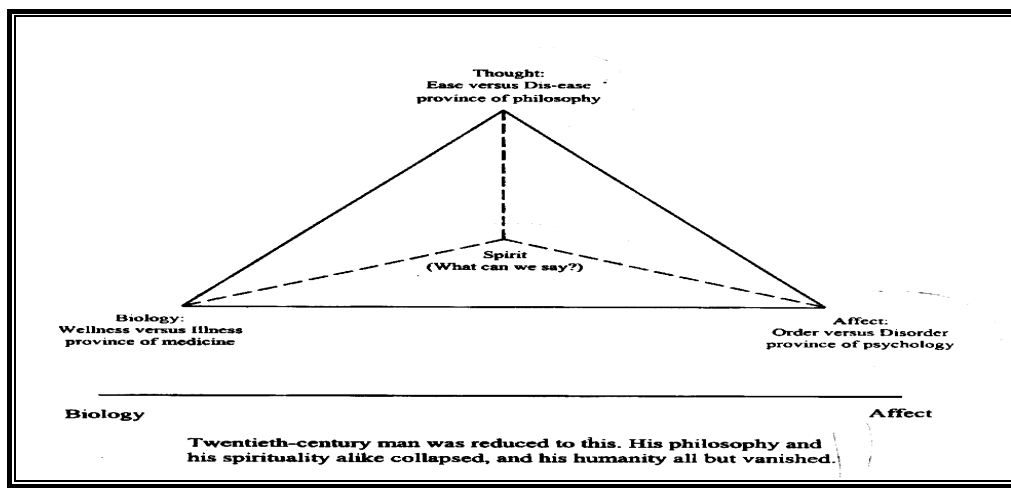 Thought:
Ease versus Dis-ease
province of philosophy
Spirit
(What can we say?)
Biology:
Wellness versus Illness
province of medicine
Affect:
Order versus Disorder
province of psychology
Biology
Affect
Twentieth-century man was reduced to this. His philosophy and
his spirituality alike collapsed, and his humanity all but vanished.